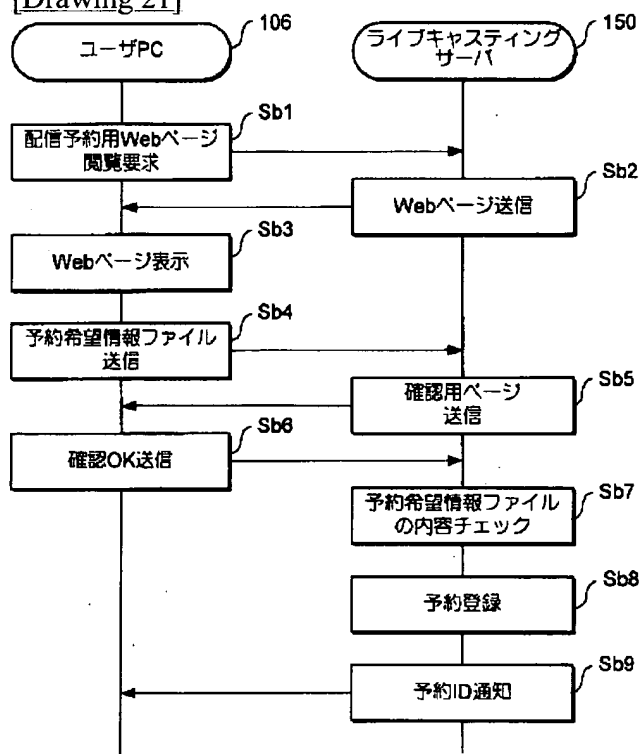 [Drawing 21]
106
ユーザPC
150
ライブキャスティング
サーバ
Sb1
配信予約用Webページ
閲覧要求
Sb2
Webページ送信
Sb3
Webページ表示
Sb4
予約希望情報ファイル
送信
Sb5
確認用ページ
送信
Sb6
確認OK送信
Sb7
予約希望情報ファイル
の内容チェック
Sb8
予約登録
Sb9
予約ID通知